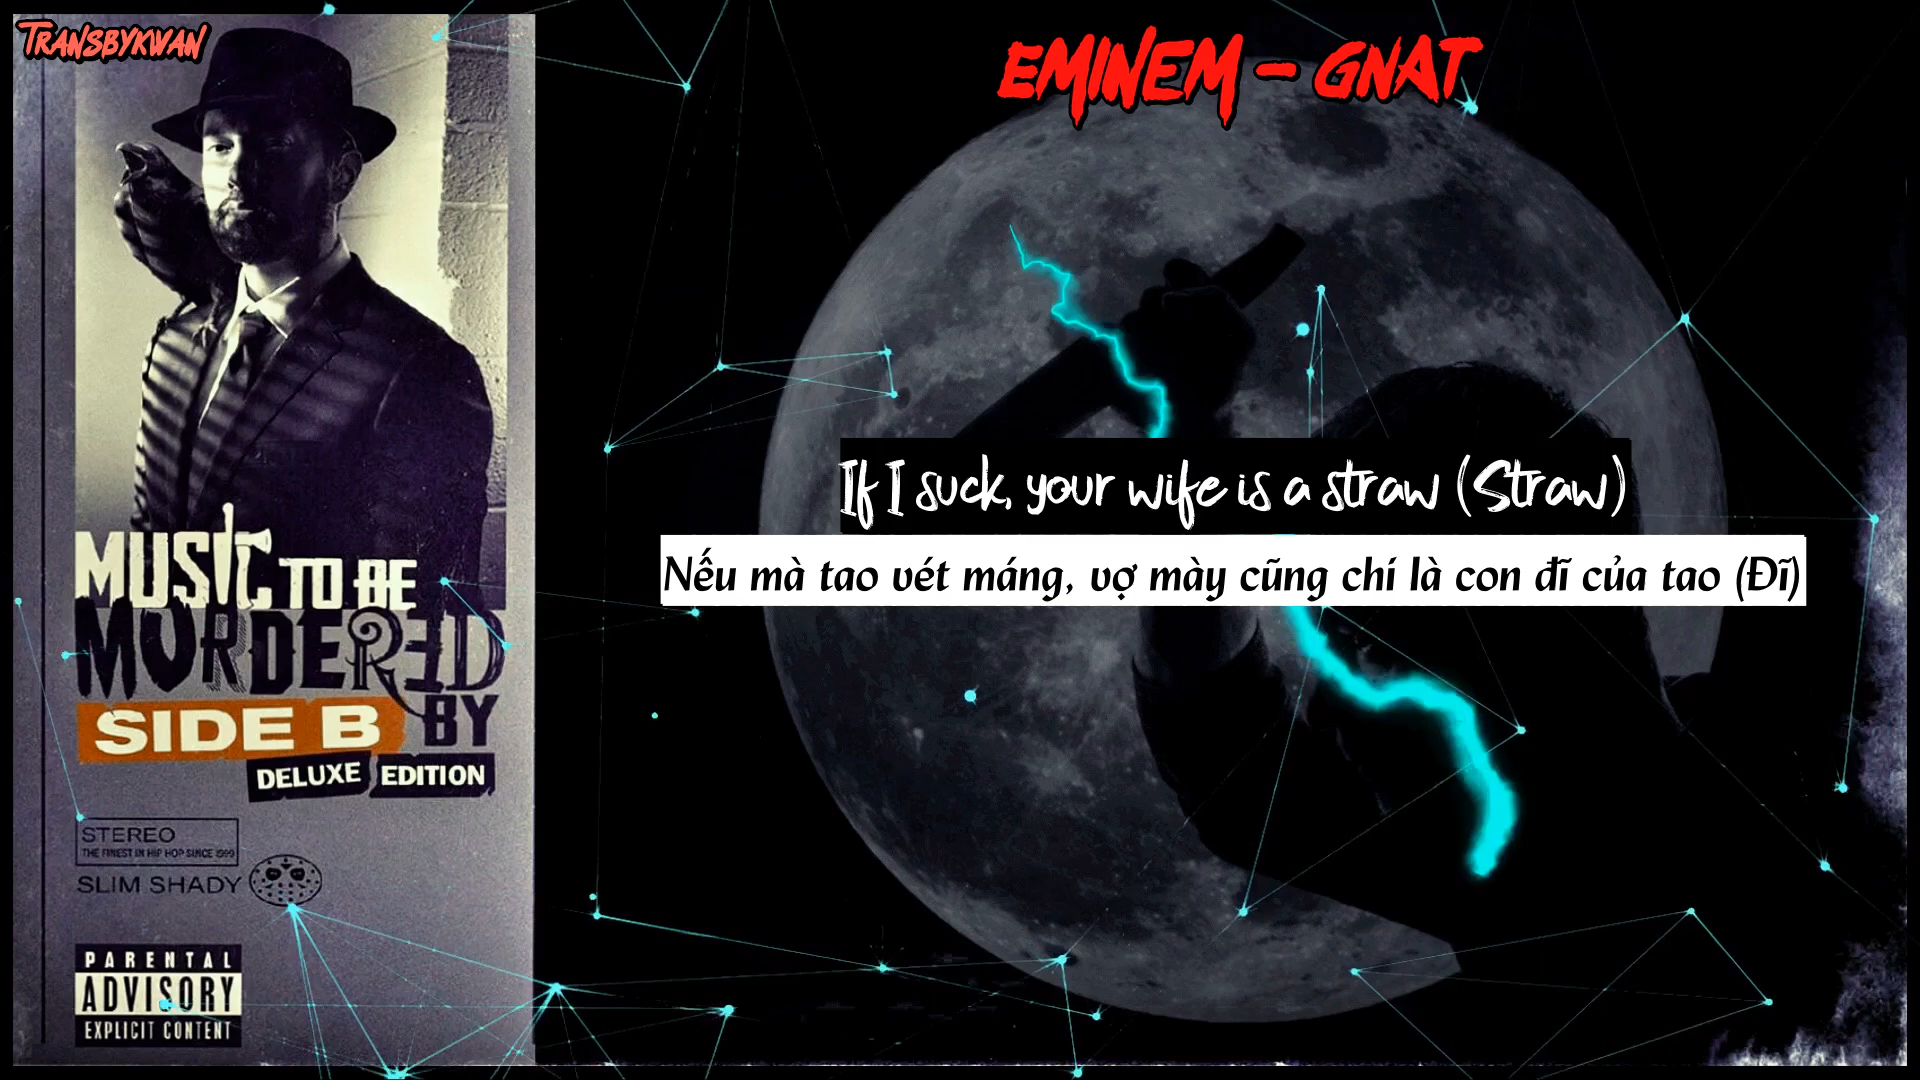 TRANSBYKWAN
EMINEM - GNAT
If I suck, your wife is a straw (Straw)
Nếu mà tao vét máng, vợ mày cũng chí là con đĩ của tao (Đĩ)
MUSIC TO BE
MURDERED
BY
SIDE B
DELUXE EDITION
STEREO
THE FINEST IN HIP HOP SINCE 1999
SLIM SHADY
PARENTAL
ADVISORY
EXPLICIT CONTENT